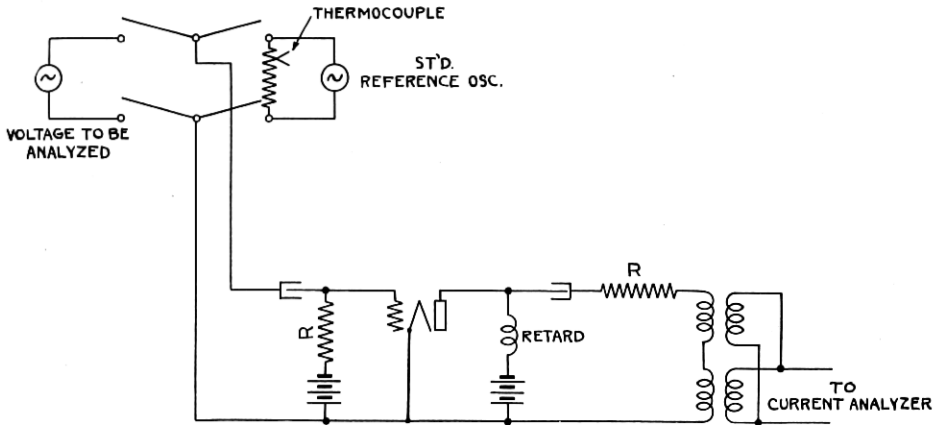 THERMOCOUPLE
ST'D.
REFERENCE OSC.
VOLTAGE TO BE
ANALYZED
R
R
RETARD
TO
CURRENT ANALYZER